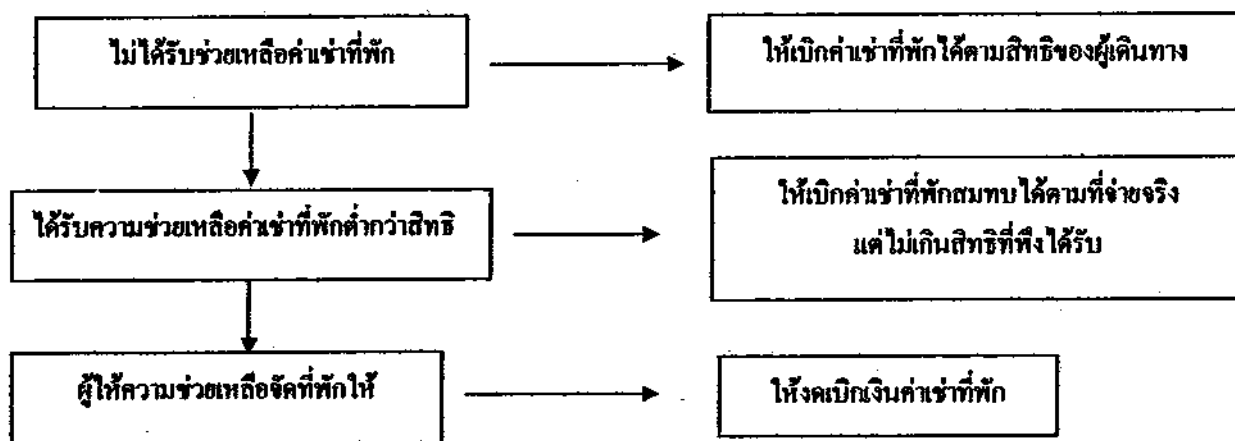 ไม่ได้รับช่วยเหลือค่าเช่าที่พัก
ให้เบิกค่าเช่าที่พักได้ตามสิทธิของผู้เดินทาง
ได้รับความช่วยเหลือค่าเช่าที่พักต่ำกว่าสิทธิ
ให้เบิกค่าเช่าที่พักสมทบได้ตามที่จ่ายจริง
แต่ไม่เกินสิทธิที่พึงได้รับ
ผู้ให้ความช่วยเหลือจัดที่พักให้
ให้งดเบิกเงินค่าเช่าที่พัก